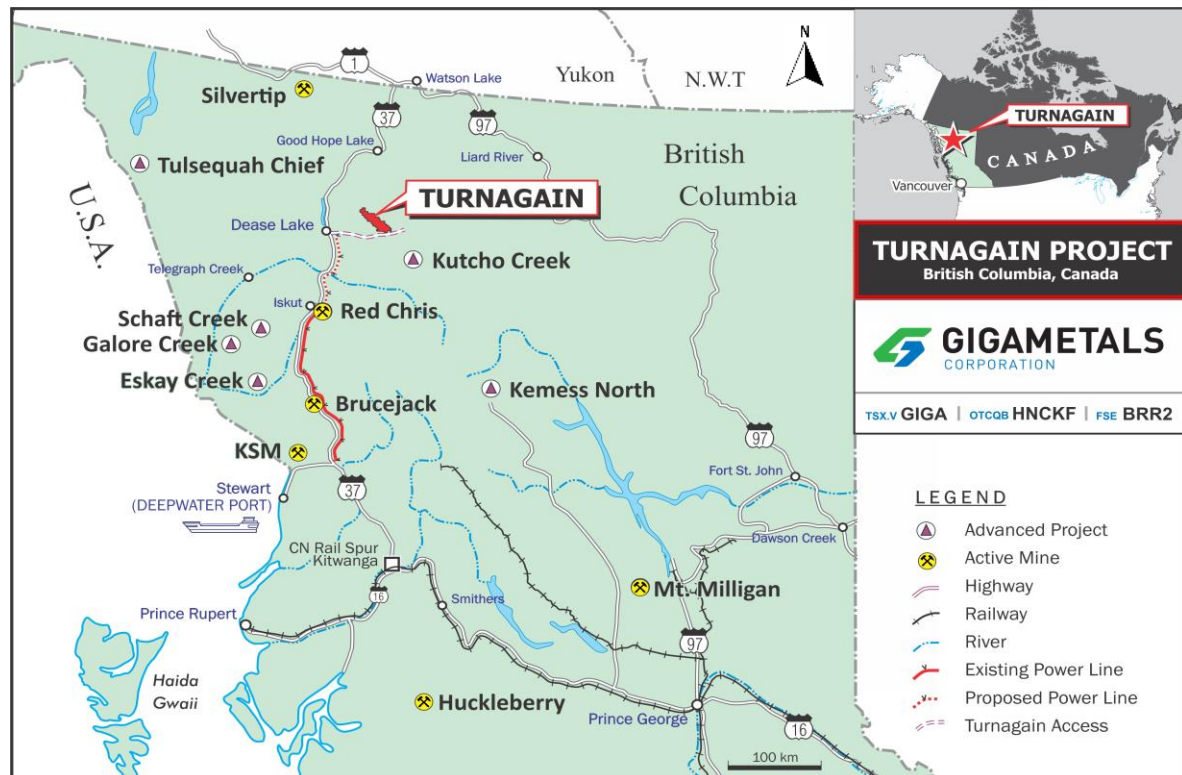 N
1
Watson Lake
Yukon
N.W.T
Silvertip
37
97
Good Hope Lake
Liard River
British
Columbia
Tulsequah Chief
U.S.A.
TURNAGAIN
Dease Lake
Kutcho Creek
Telegraph Creek
Iskut
Red Chris
Schaft Creek
Galore Creek
Eskay Creek
Kemess North
Brucejack
97
KSM
Fort St. John
Stewart
(DEEPWATER PORT)
37
Dawson Creek
CN Rail Spur
Kitwanga
Mt. Milligan
16
Smithers
Prince Rupert
97
Haida
Gwaii
Huckleberry
Prince George
16
100 km
TURNAGAIN
CANADA
Vancouver
TURNAGAIN PROJECT
British Columbia, Canada
GIGAMETALS
CORPORATION
TSX.V GIGA | OTCQB HNCKF | FSE BRR2
LEGEND
Advanced Project
Active Mine
Highway
Railway
River
Existing Power Line
Proposed Power Line
Turnagain Access